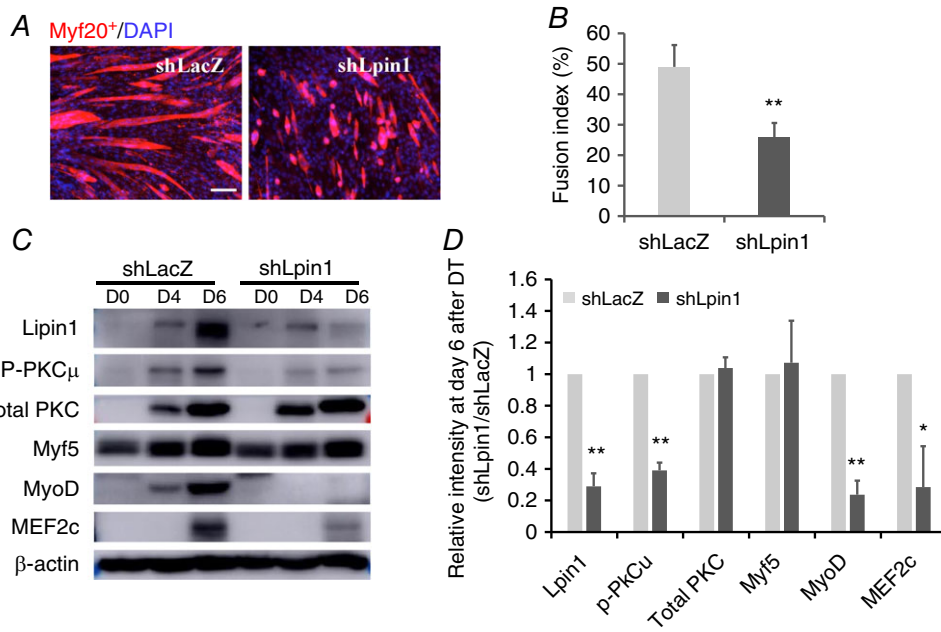 A
Myf20⁺/DAPI
shLacZ
shLpin1
B
Fusion index (%)
60
50
40
30
20
10
0
**
shLacZ
shLpin1
C
shLacZ
shLpin1
D0 D4 D6 D0 D4 D6
Lipin1
P-PKCµ
otal PKC
Myf5
MyoD
MEF2c
β-actin
D
Relative intensity at day 6 after DT
(shLpin1/shLacZ)
1.6
1.4
1.2
1
0.8
0.6
0.4
0.2
0
shLacZ shLpin1
** ** ** *
Lpin1
p-PKCu
Total PKC
Myf5
MyoD
MEF2c